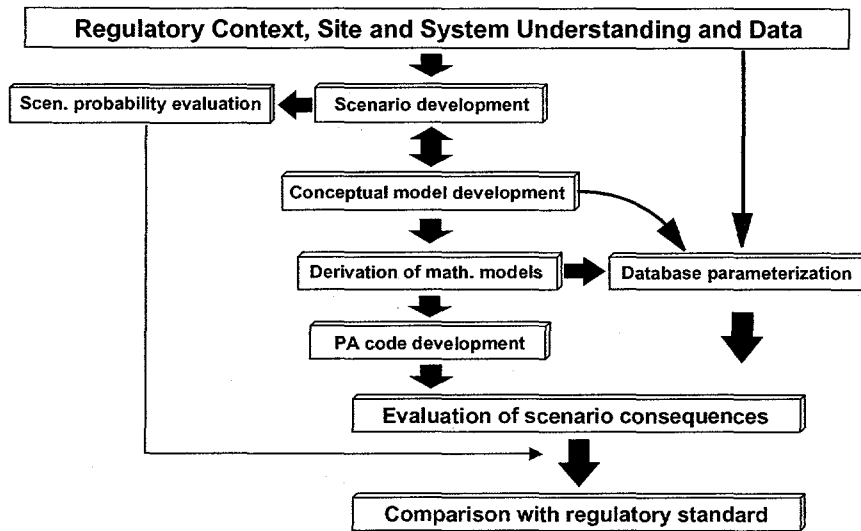 Regulatory Context, Site and System Understanding and Data
Scen. probability evaluation
Scenario development
Conceptual model development
Derivation of math. models
Database parameterization
PA code development
Evaluation of scenario consequences
Comparison with regulatory standard